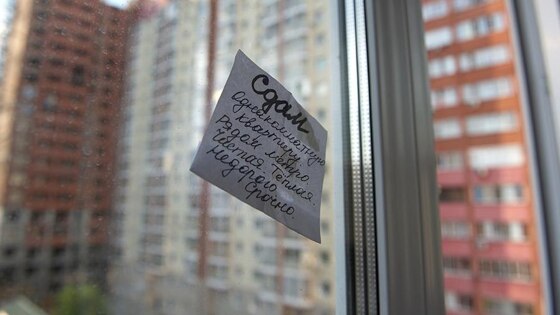 Сдам
Однокомнатную
квартиру.
Рядом метро
Чистая. Теплая.
Недорого
Срочно.